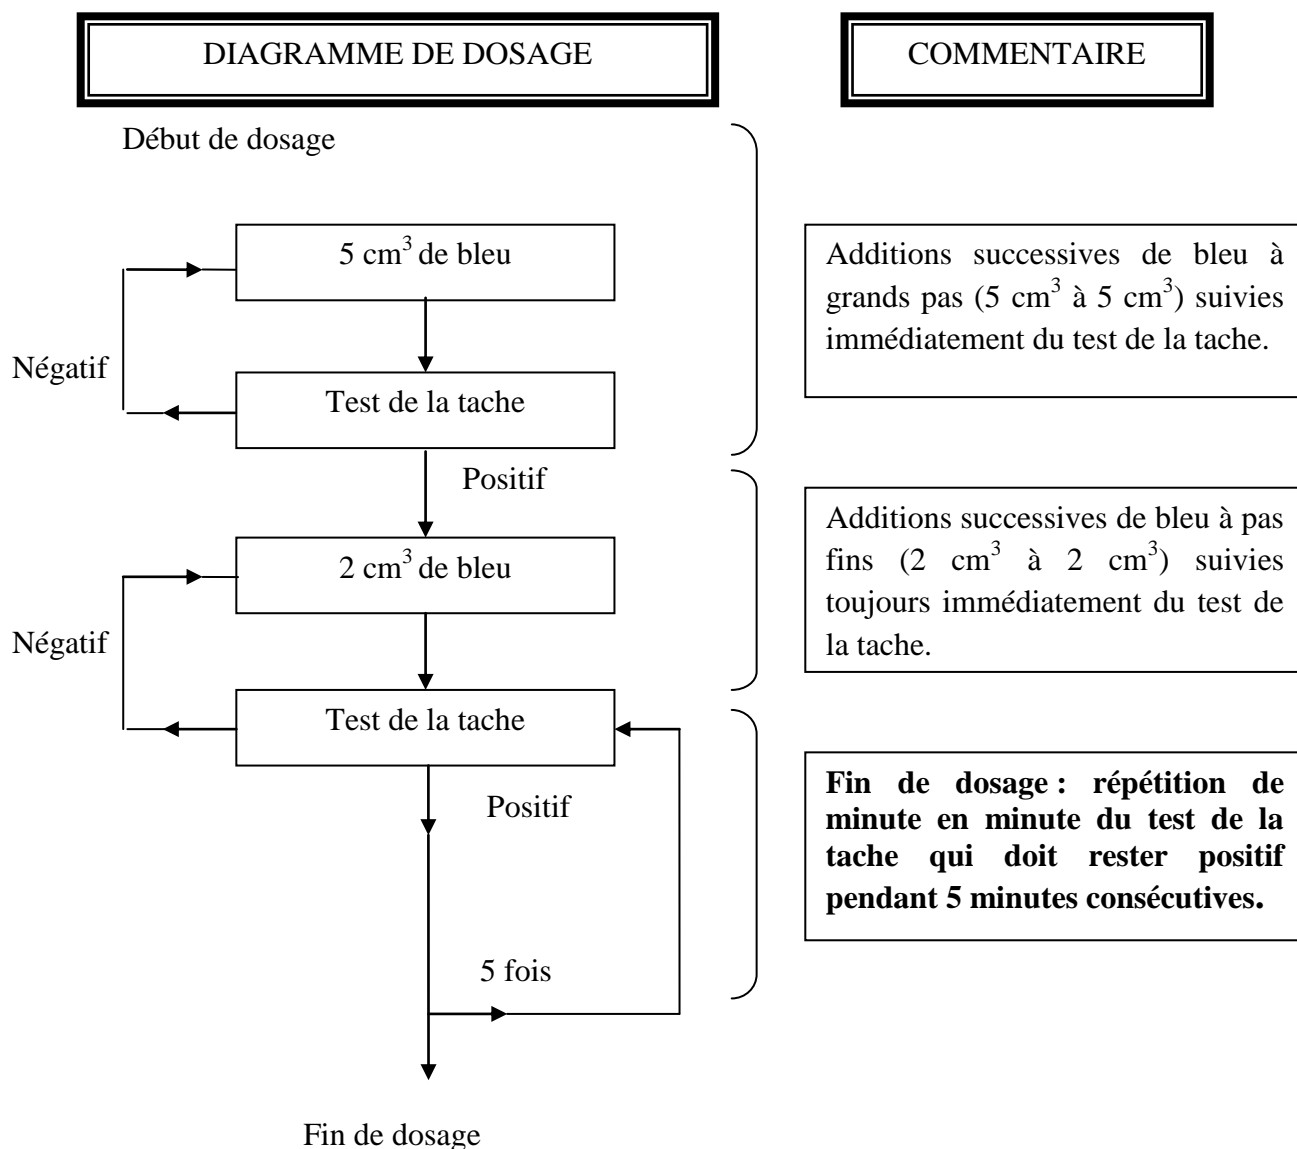 DIAGRAMME DE DOSAGE
COMMENTAIRE
Début de dosage
5 cm³ de bleu
Négatif
Test de la tache
Positif
Additions successives de bleu à
grands pas (5 cm³ à 5 cm³) suivies
immédiatement du test de la tache.
2 cm³ de bleu
Négatif
Test de la tache
Additions successives de bleu à pas
fins (2 cm³ à 2 cm³) suivies
toujours immédiatement du test de
la tache.
Positif
5 fois
Fin de dosage : répétition de
minute en minute du test de la
tache qui doit rester positif
pendant 5 minutes consécutives.
Fin de dosage